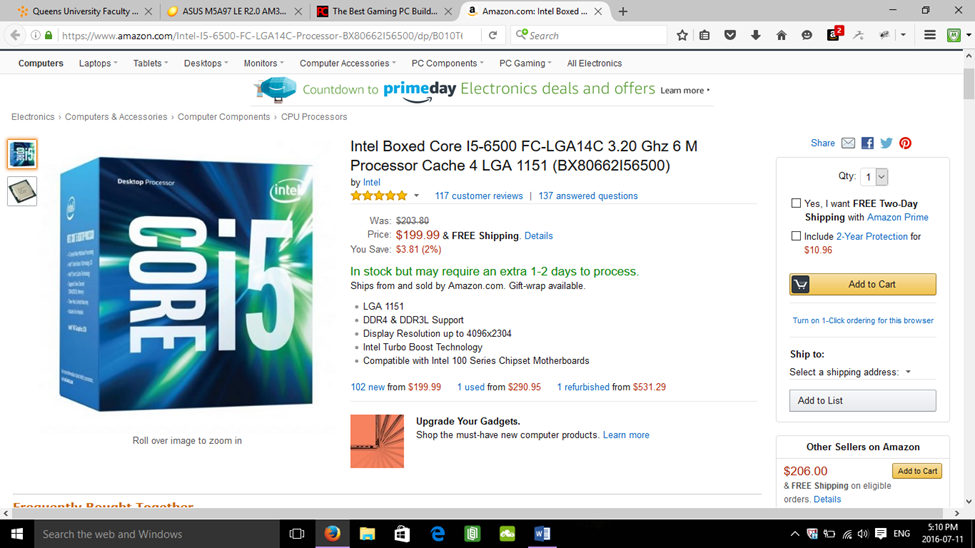 Queens University Faculty ...
ASUS M5A97 LE R2.0 AM3...
The Best Gaming PC Build...
Amazon.com: Intel Boxed ...
https://www.amazon.com/Intel-I5-6500-FC-LGA14C-Processor-BX80662I56500/dp/B010T6
Search
2
Computers Laptops Tablets Desktops Monitors Computer Accessories PC Components PC Gaming All Electronics
Countdown to primeday Electronics deals and offers Learn more
Electronics › Computers & Accessories › Computer Components › CPU Processors
Intel Boxed Core I5-6500 FC-LGA14C 3.20 Ghz 6 M
Processor Cache 4 LGA 1151 (BX80662I56500)
by Intel
117 customer reviews | 137 answered questions
Was: $203.80
Price: $199.99 & FREE Shipping. Details
You Save: $3.81 (2%)
In stock but may require an extra 1-2 days to process.
Ships from and sold by Amazon.com. Gift-wrap available.
• LGA 1151
• DDR4 & DDR3L Support
• Display Resolution up to 4096x2304
• Intel Turbo Boost Technology
• Compatible with Intel 100 Series Chipset Motherboards
102 new from $199.99 1 used from $290.95 1 refurbished from $531.29
Upgrade Your Gadgets.
Shop the must-have new computer products. Learn more
Desktop Processor
intel
CORE i5
Roll over image to zoom in
Share
Qty: 1
Yes, I want FREE Two-Day
Shipping with Amazon Prime
Include 2-Year Protection for
$10.96
Add to Cart
Turn on 1-Click ordering for this browser
Ship to:
Select a shipping address:
Add to List
Other Sellers on Amazon
$206.00
Add to Cart
& FREE Shipping on eligible
orders. Details
Frequently Bought Together
Search the web and Windows
ENG
5:10 PM
2016-07-11